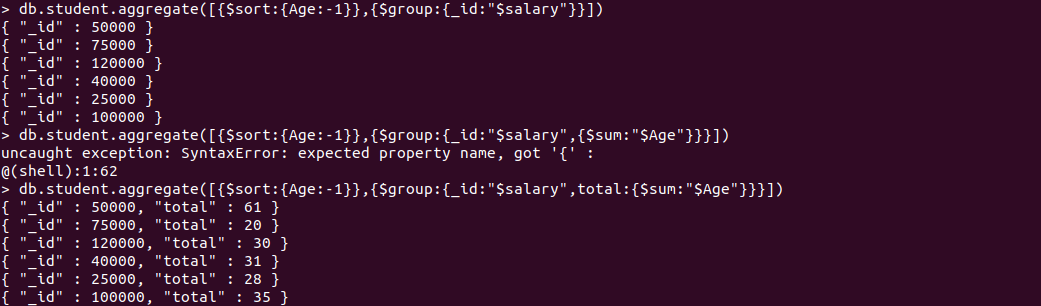 > db.student.aggregate([{$sort:{Age:-1}},{$group:{_id:"$salary"}}])
{ "_id" : 50000 }
{ "_id" : 75000 }
{ "_id" : 120000 }
{ "_id" : 40000 }
{ "_id" : 25000 }
{ "_id" : 100000 }
> db.student.aggregate([{$sort:{Age:-1}},{$group:{_id:"$salary",{$sum:"$Age"}}}])
uncaught exception: SyntaxError: expected property name, got '{' :
@(shell):1:62
> db.student.aggregate([{$sort:{Age:-1}},{$group:{_id:"$salary",total:{$sum:"$Age"}}}])
{ "_id" : 50000, "total" : 61 }
{ "_id" : 75000, "total" : 20 }
{ "_id" : 120000, "total" : 30 }
{ "_id" : 40000, "total" : 31 }
{ "_id" : 25000, "total" : 28 }
{ "_id" : 100000, "total" : 35 }